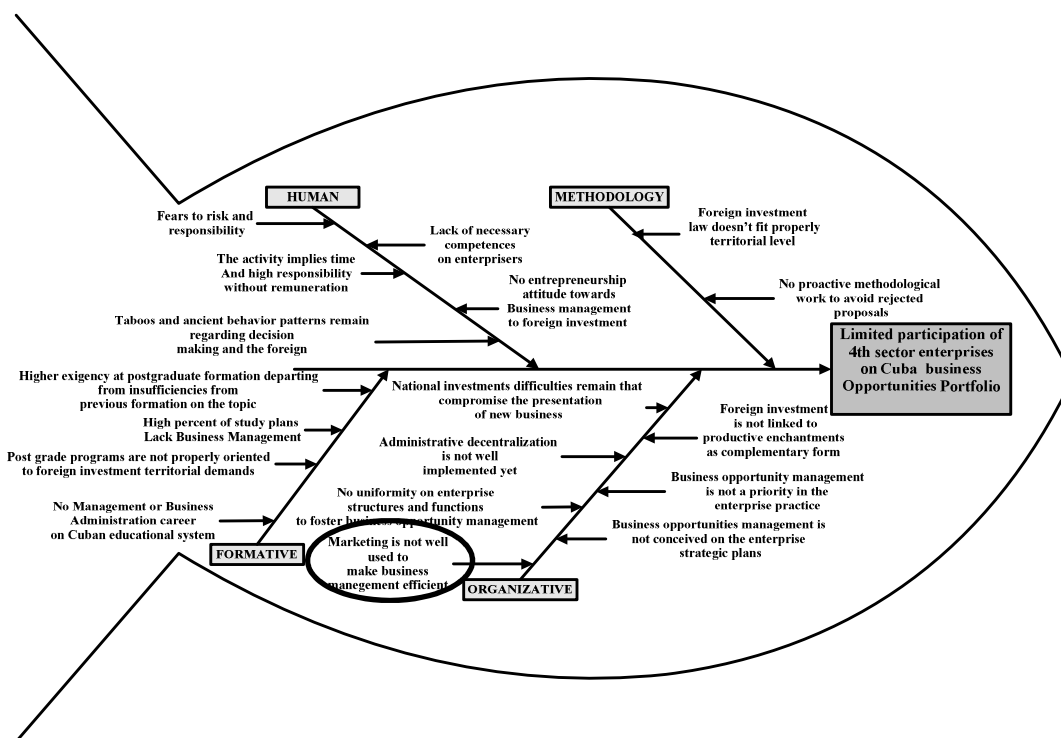 HUMAN
Fears to risk and
responsibility
Lack of necessary
competences
on enterprisers
The activity implies time
And high responsibility
without remuneration
No entrepreneurship
attitude towards
Business management
to foreign investment
Taboos and ancient behavior patterns remain
regarding decision
making and the foreign
METHODOLOGY
Foreign investment
law doesn't fit properly
territorial level
No proactive methodological
work to avoid rejected
proposals
Limited participation of
4th sector enterprises
on Cuba business
Opportunities Portfolio
Higher exigency at postgraduate formation departing
from insufficiencies from
previous formation on the topic
High percent of study plans
Lack Business Management
Post grade programs are not properly oriented
to foreign investment territorial demands
No Management or Business
Administration career
on Cuban educational system
FORMATIVE
National investments difficulties remain that
compromise the presentation
of new business
Foreign investment
is not linked to
productive enchantments
as complementary form
Administrative decentralization
is not well
implemented yet
Business opportunity management
is not a priority in the
enterprise practice
No uniformity on enterprise
structures and functions
to foster business opportunity management
Business opportunities management is
not conceived on the enterprise
strategic plans
Marketing is not well
used to
make business
manegement efficient
ORGANIZATIVE